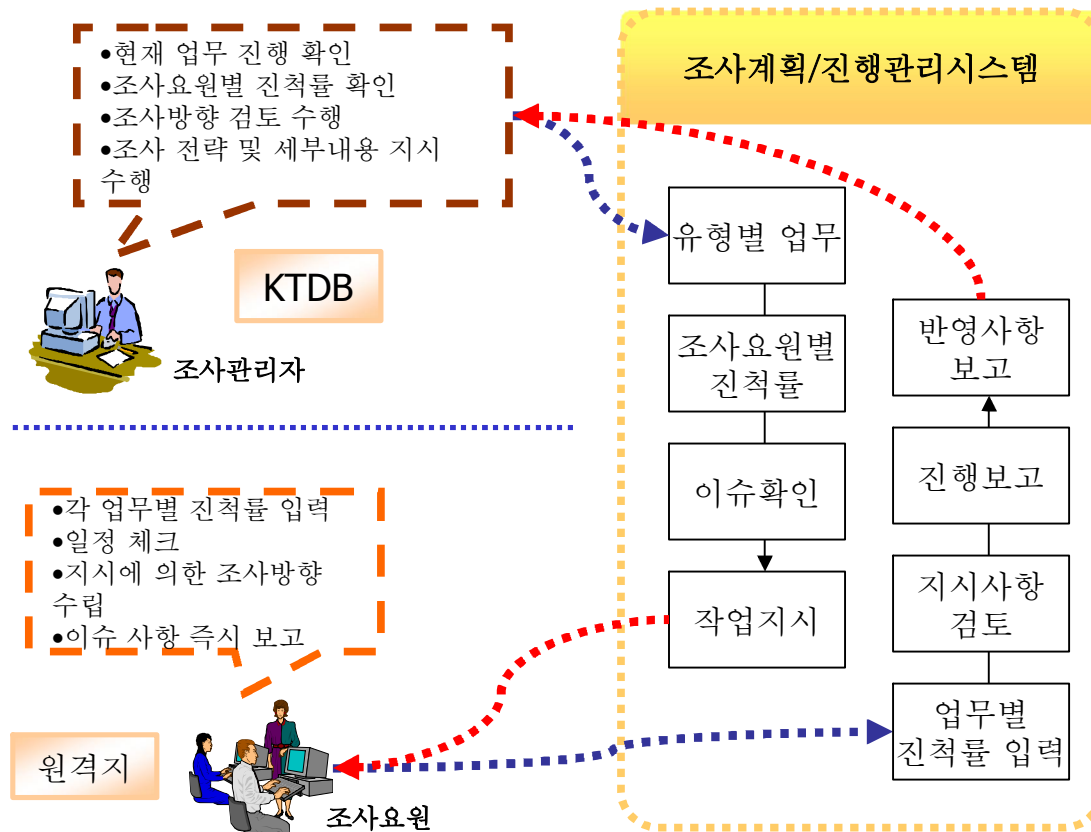 •현재 업무 진행 확인
•조사요원별 진척률 확인
•조사방향 검토 수행
•조사 전략 및 세부내용 지시
수행
KTDB
조사관리자
•각 업무별 진척률 입력
•일정 체크
•지시에 의한 조사방향
수립
•이슈 사항 즉시 보고
원격지
조사요원
조사계획/진행관리시스템
유형별 업무
조사요원별
진척률
이슈확인
작업지시
반영사항
보고
진행보고
지시사항
검토
업무별
진척률 입력